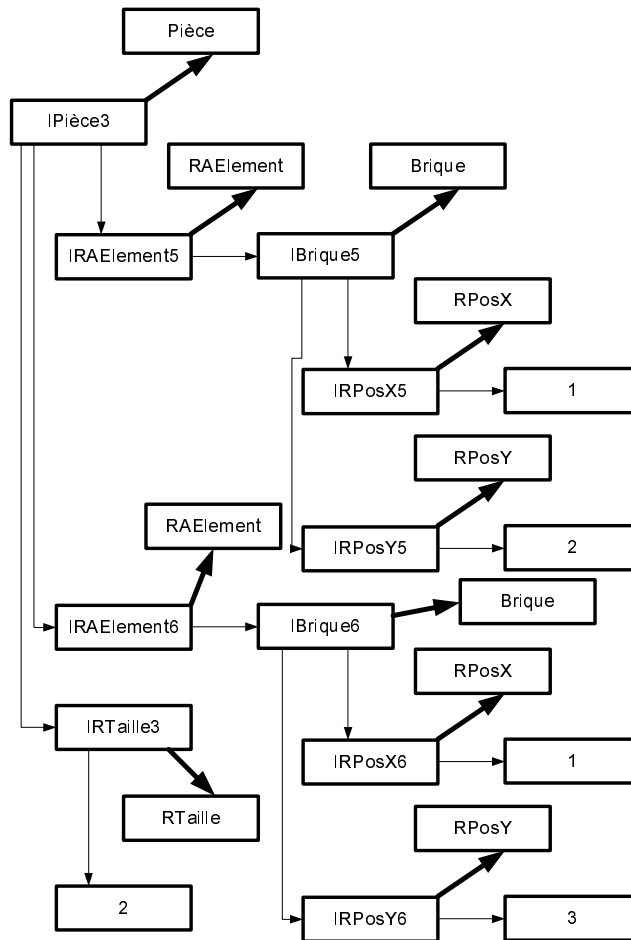 Pièce
IPièce3
RAElement
Brique
IRAElement5
IBrique5
RPosX
IRPosX5
1
RPosY
RAElement
IRPosY5
2
Brique
IRAElement6
IBrique6
RPosX
IRTaille3
IRPosX6
1
RTaille
RPosY
2
IRPosY6
3